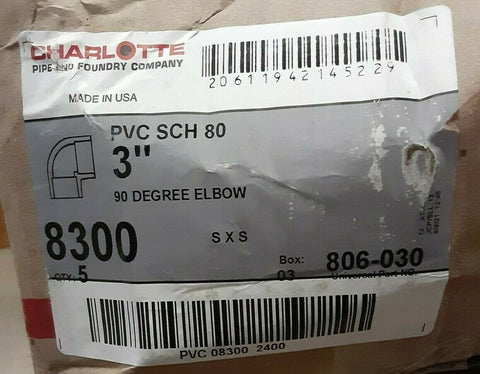 CHARLOTTE
PIPE AND FOUNDRY COMPANY
20611942145229
MADE IN USA
PVC SCH 80
3"
90 DEGREE ELBOW
8300
S X S
QTY: 5
Box:
03
806-030
Universal Part NO.
PVC 08300 2400